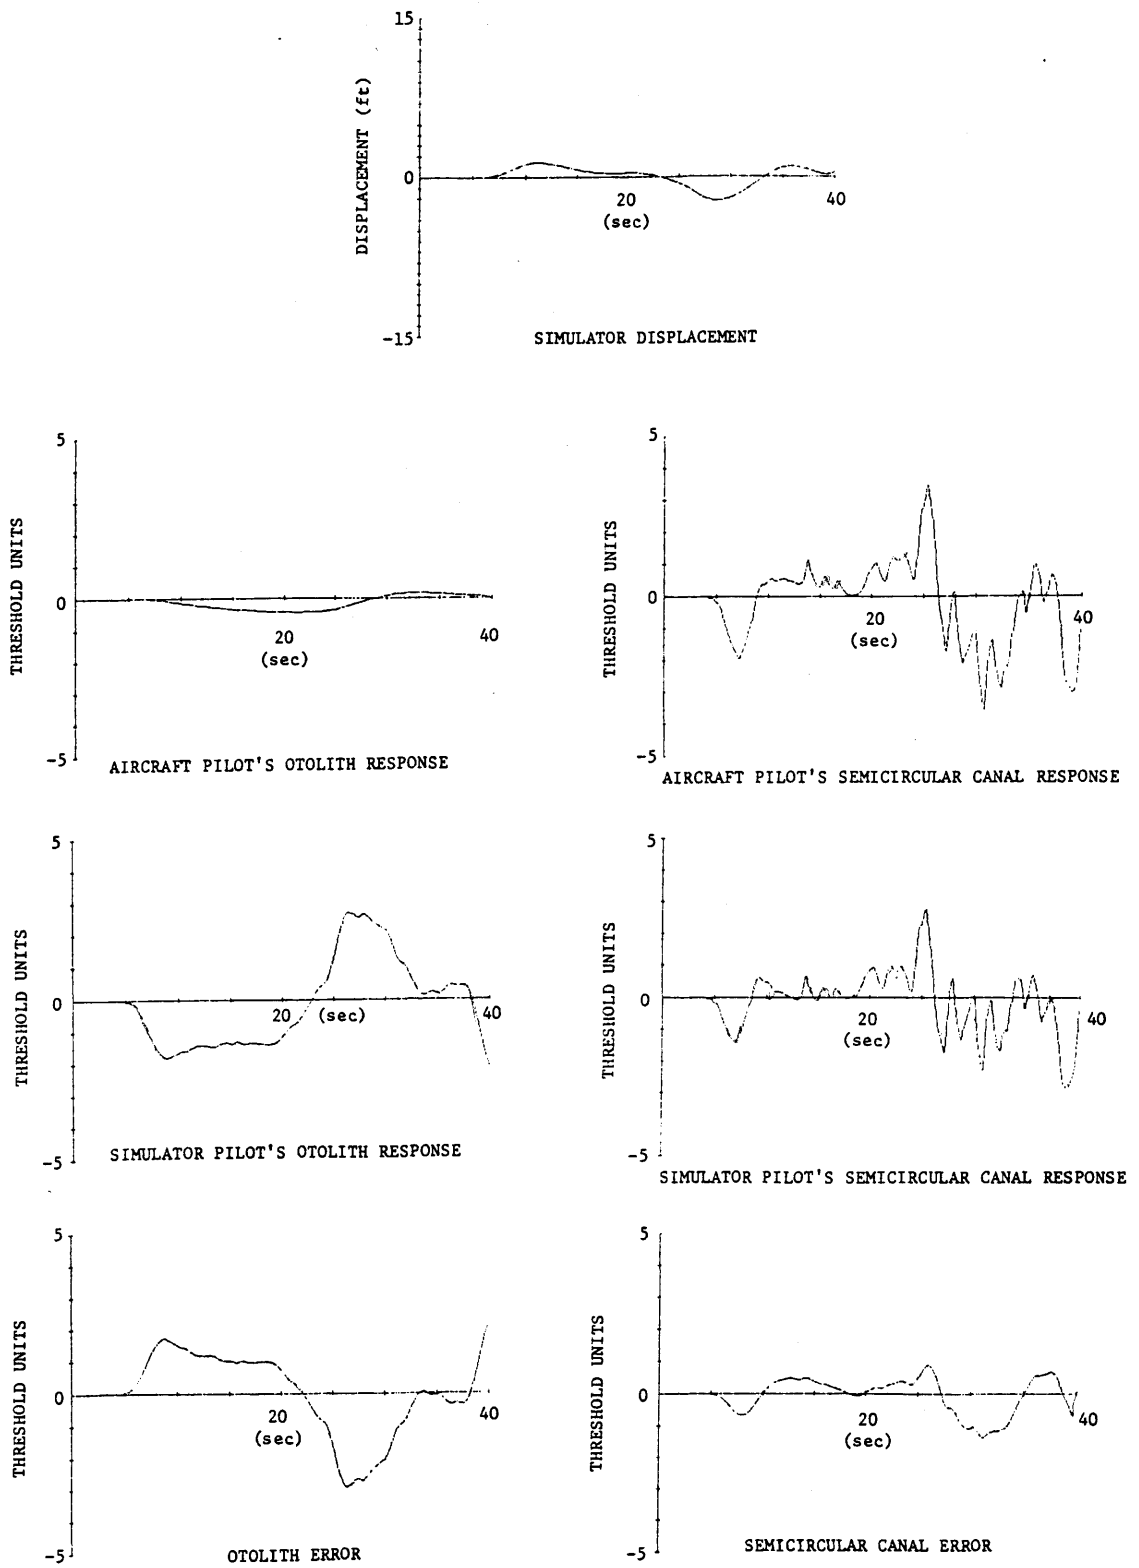 15
DISPLACEMENT (ft)
0
20
(sec)
40
-15
SIMULATOR DISPLACEMENT
5
THRESHOLD UNITS
0
20
(sec)
40
-5
AIRCRAFT PILOT'S OTOLITH RESPONSE
5
THRESHOLD UNITS
0
20
(sec)
40
-5
AIRCRAFT PILOT'S SEMICIRCULAR CANAL RESPONSE
5
THRESHOLD UNITS
0
20
(sec)
40
-5
SIMULATOR PILOT'S OTOLITH RESPONSE
5
THRESHOLD UNITS
0
20
(sec)
40
-5
SIMULATOR PILOT'S SEMICIRCULAR CANAL RESPONSE
5
THRESHOLD UNITS
0
20
(sec)
40
-5
OTOLITH ERROR
5
THRESHOLD UNITS
0
20
(sec)
40
-5
SEMICIRCULAR CANAL ERROR